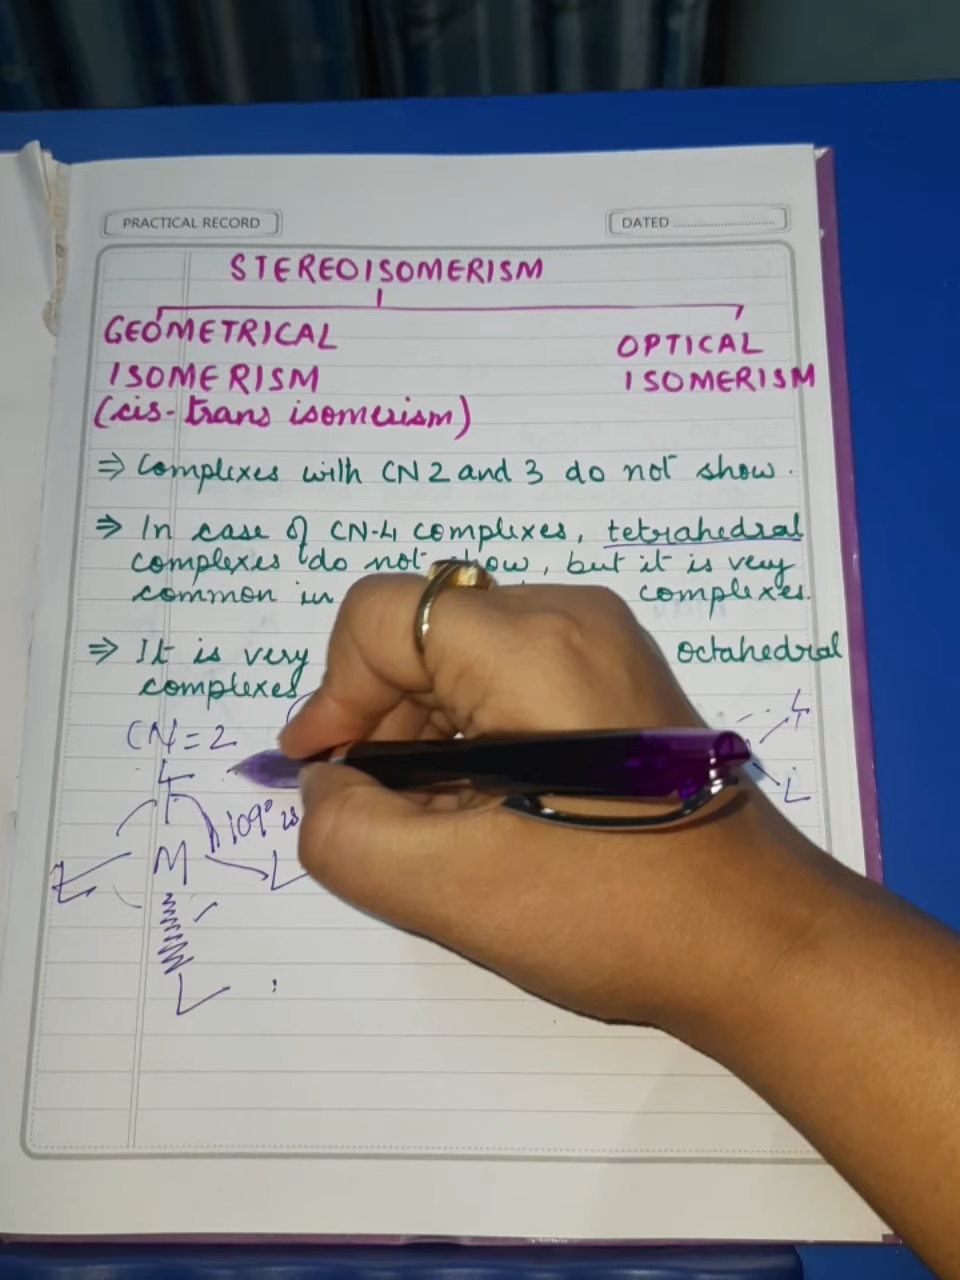 PRACTICAL RECORD
DATED
STEREOISOMERISM
GEOMETRICAL
ISOMERISM
(cis-trans isomerism)
OPTICAL
ISOMERISM
⇒ Complexes with CN 2 and 3 do not show.
⇒ In case of CN-4 complexes, tetrahedral
complexes do not show, but it is very
common in complexes.
⇒ It is very octahedral
complexes
CN=2
L
109°
M
L
L
L
L
L